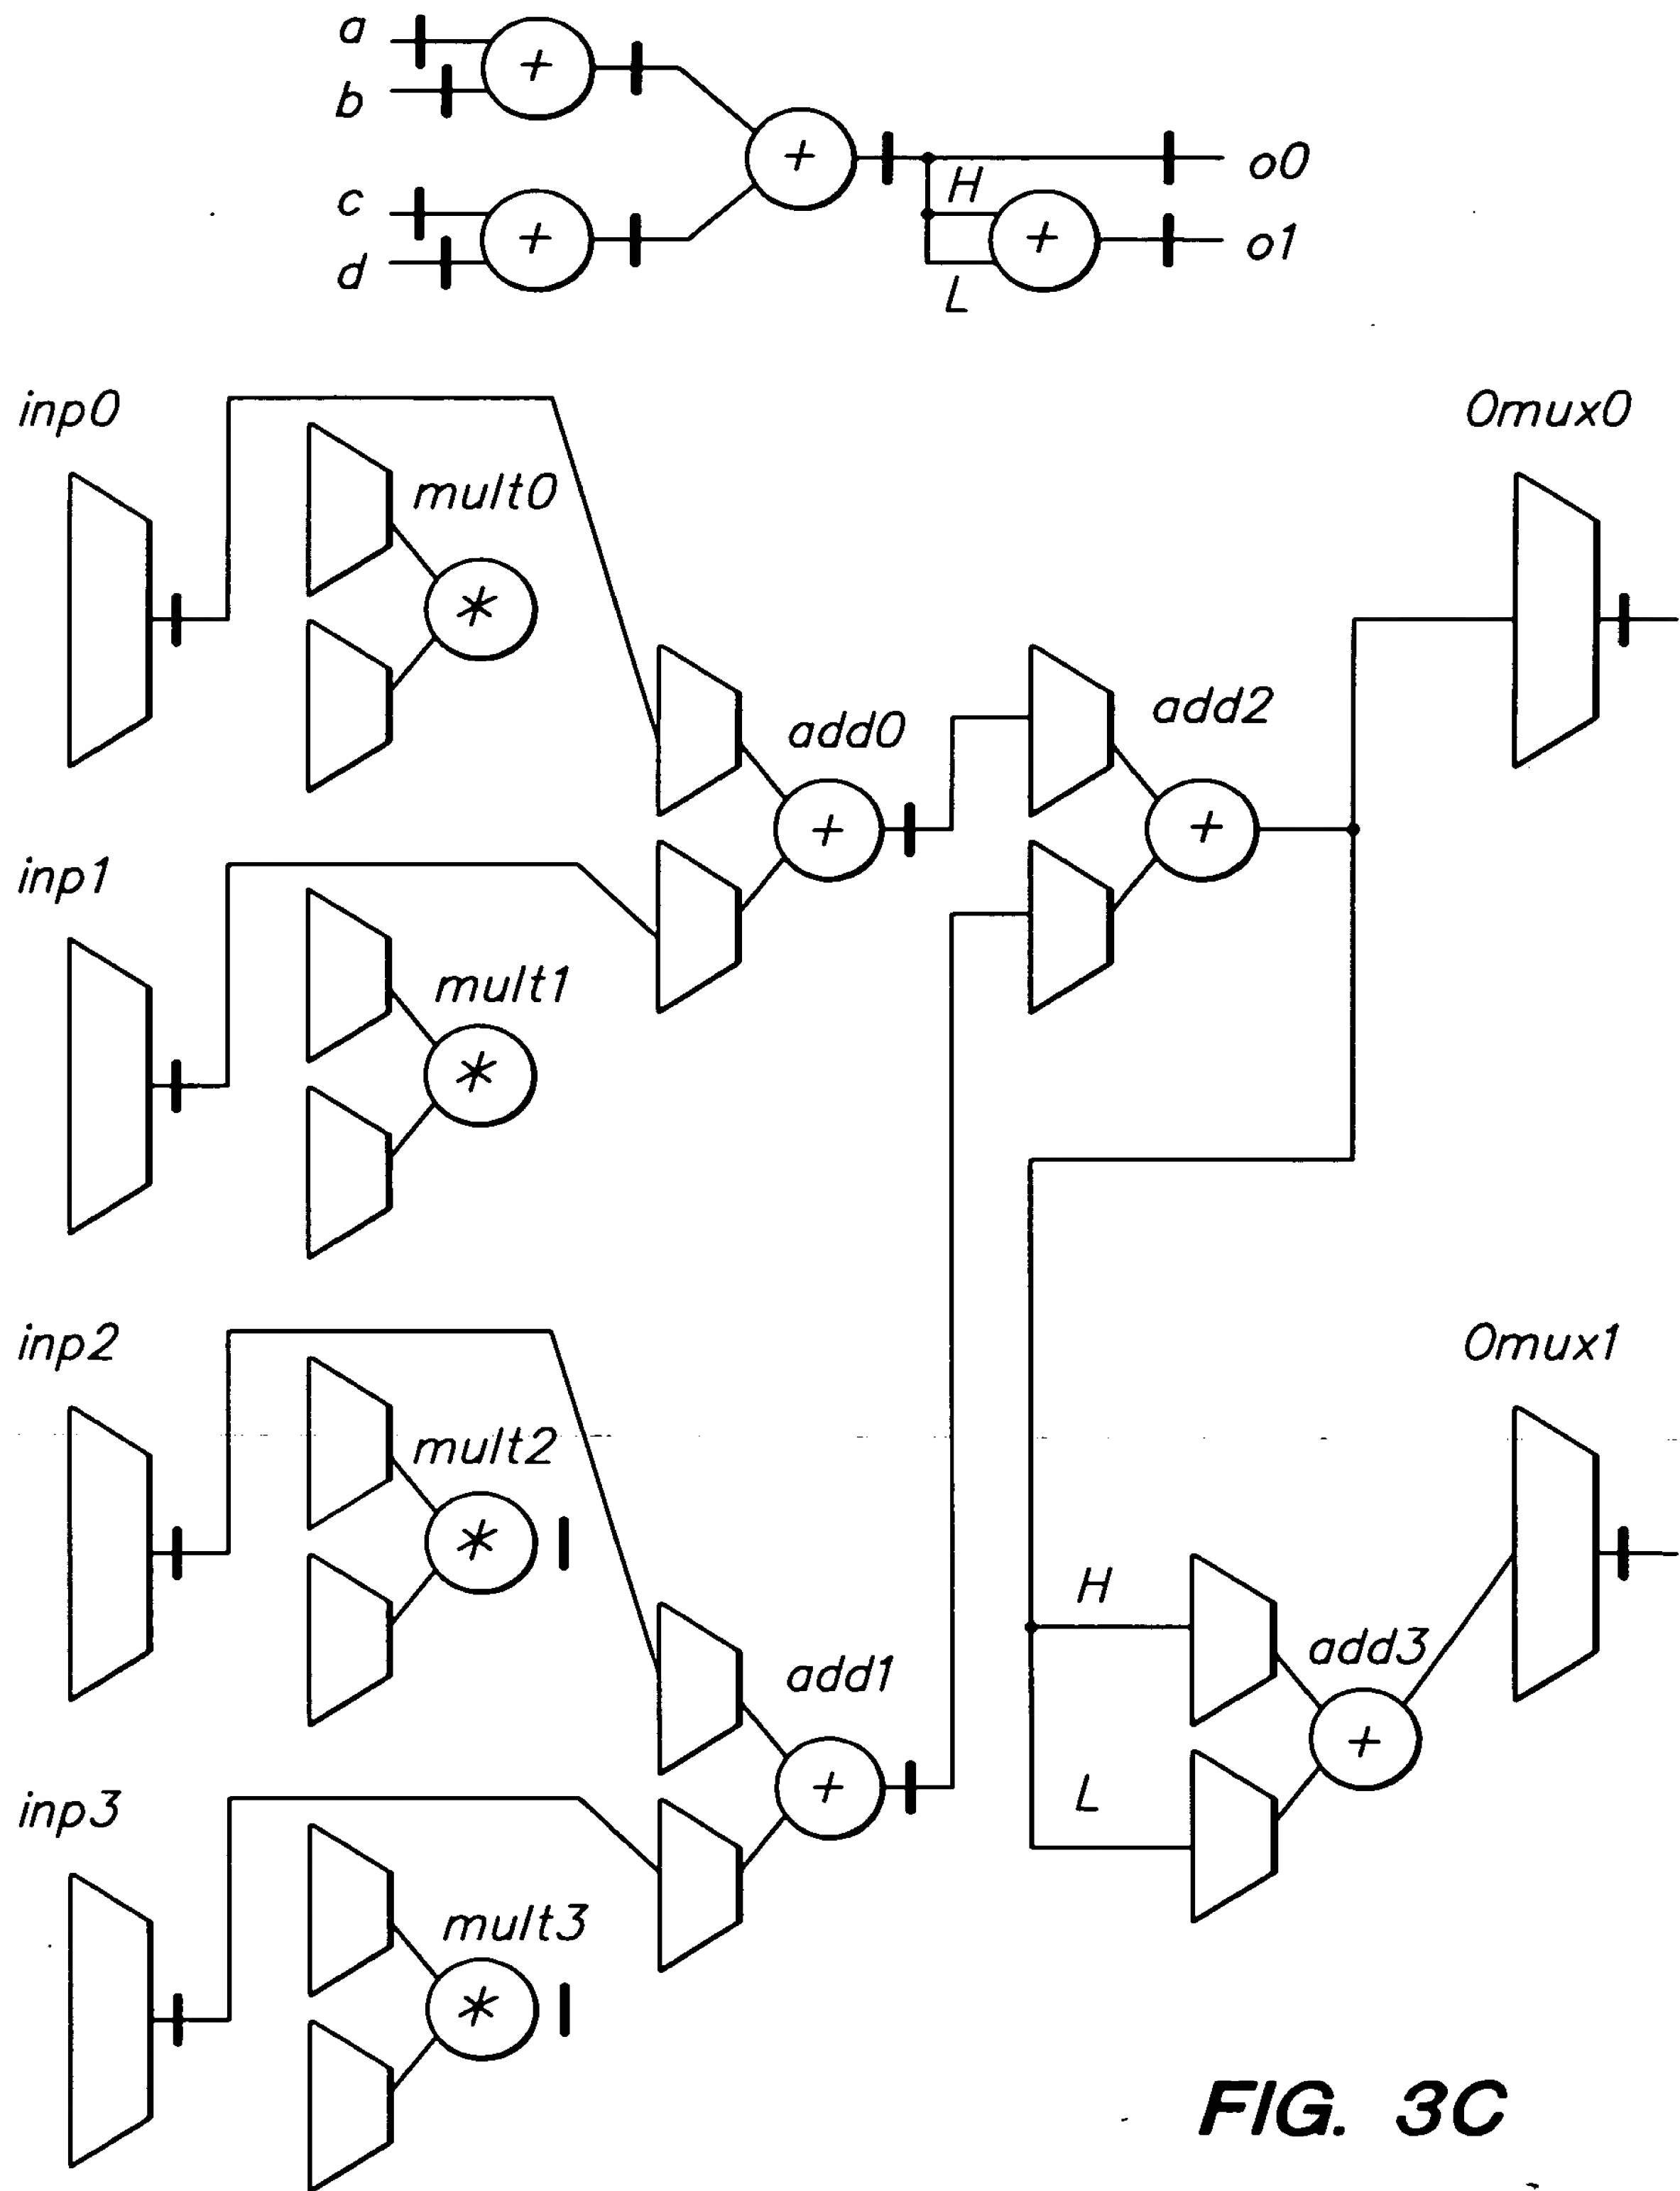 a
+
b
+
o0
H
c
+
+
o1
d
L
inp0
Omux0
mult0
*
add0
add2
+
+
inp1
mult1
*
inp2
Omux1
mult2
*
H
add3
add1
+
+
L
inp3
mult3
*
FIG. 3C